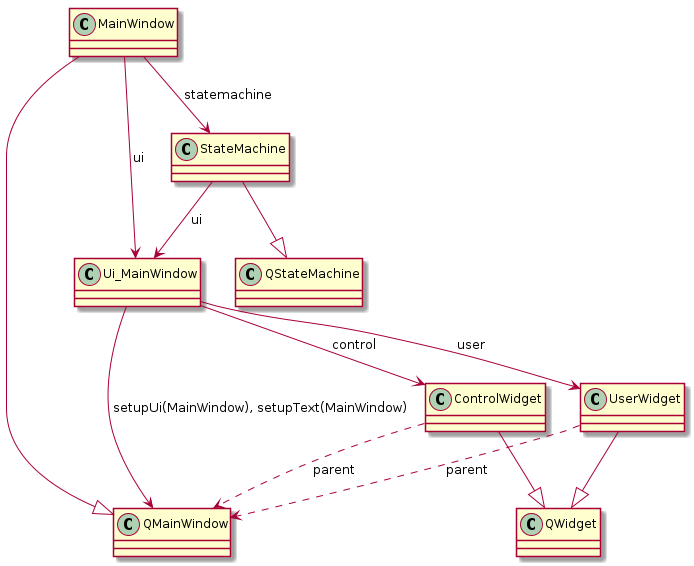 C MainWindow
statemachine
C StateMachine
ui
ui
C Ui_MainWindow
C QStateMachine
control
user
C ControlWidget
C UserWidget
setupUi(MainWindow), setupText(MainWindow)
parent
parent
C QMainWindow
C QWidget